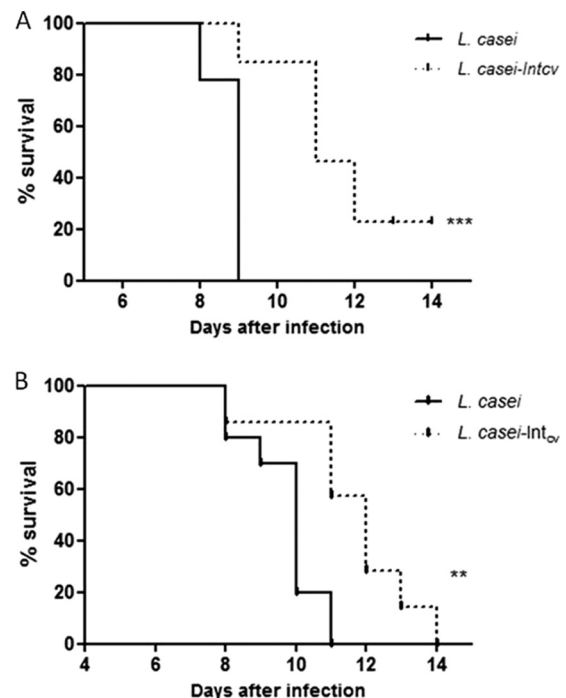 A
% survival
100
80
60
40
20
0
6 8 10 12 14
Days after infection
L. casei
L. casei-Intcv
***
B
% survival
100
80
60
40
20
0
4 6 8 10 12 14
Days after infection
L. casei
L. casei-Intcv
**